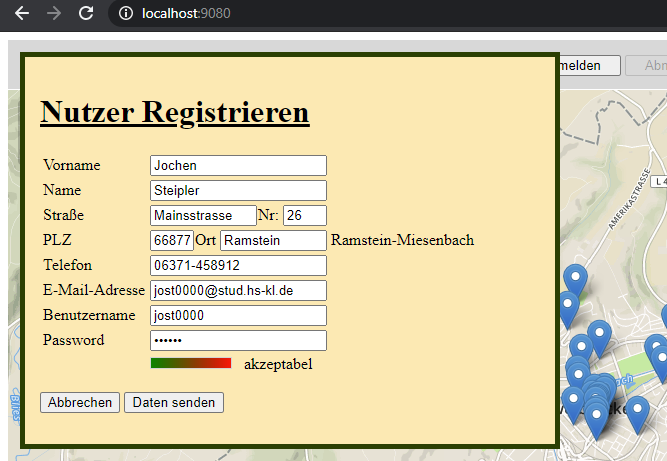 localhost:9080
melden Abm
Nutzer Registrieren
Vorname Jochen
Name Steipler
Straße Mainsstrasse Nr: 26
PLZ 66877 Ort Ramstein Ramstein-Miesenbach
Telefon 06371-458912
E-Mail-Adresse jost0000@stud.hs-kl.de
Benutzername jost0000
Password ••••••
akzeptabel
Abbrechen Daten senden
AMERIKASTRASSE
L 4